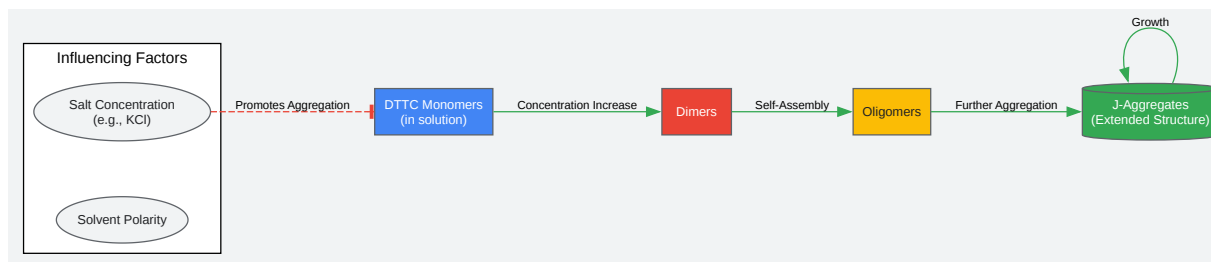 Influencing Factors
Salt Concentration
(e.g., KCl)
Solvent Polarity
Promotes Aggregation
DTTC Monomers
(in solution)
Concentration Increase
Dimers
Self-Assembly
Oligomers
Further Aggregation
Growth
J-Aggregates
(Extended Structure)